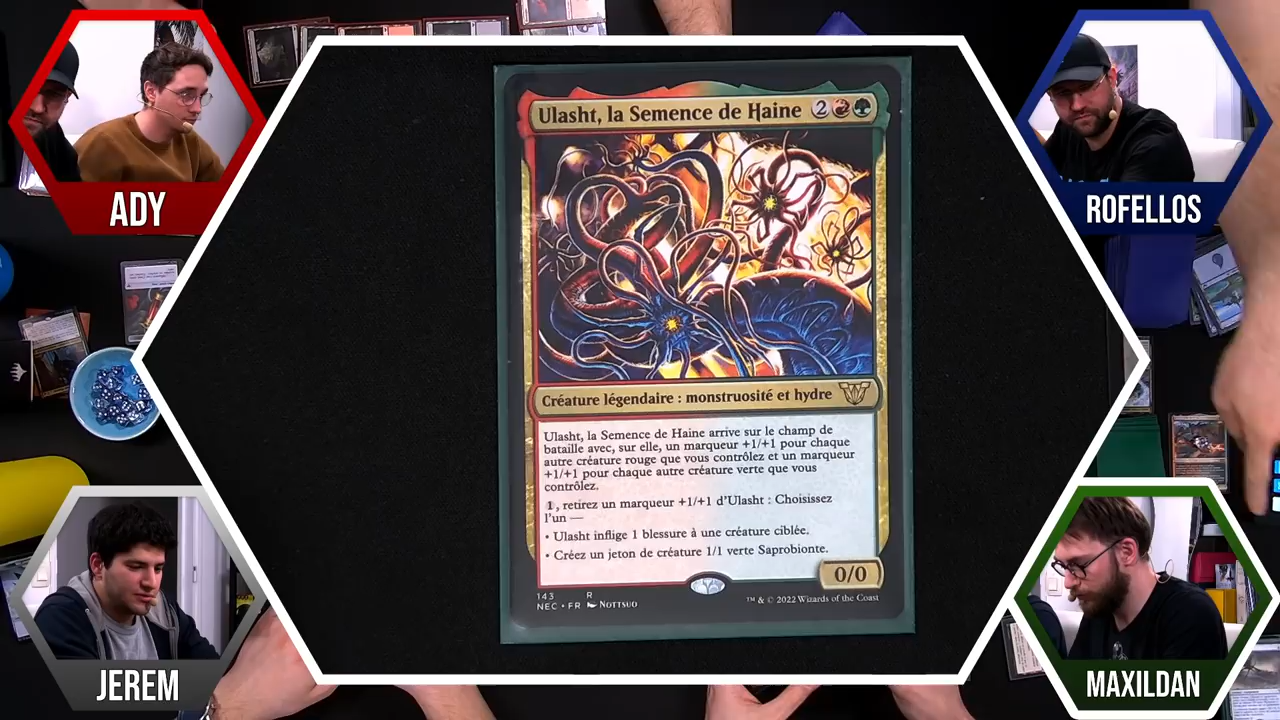 ADY
ROFELLOS
Ulasht, la Semence de Haine 2
Créature légendaire : monstruosité et hydre
Ulasht, la Semence de Haine arrive sur le champ de
bataille avec, sur elle, un marqueur +1/+1 pour chaque
autre créature rouge que vous contrôlez et un marqueur
+1/+1 pour chaque autre créature verte que vous
contrôlez.
1, retirez un marqueur +1/+1 d'Ulasht : Choisissez
l'un —
• Ulasht inflige 1 blessure à une créature ciblée.
• Créez un jeton de créature 1/1 verte Saprobionte.
0/0
143 R
NEC • FR Nottsuo
™ & © 2022 Wizards of the Coast
JEREM
MAXILDAN